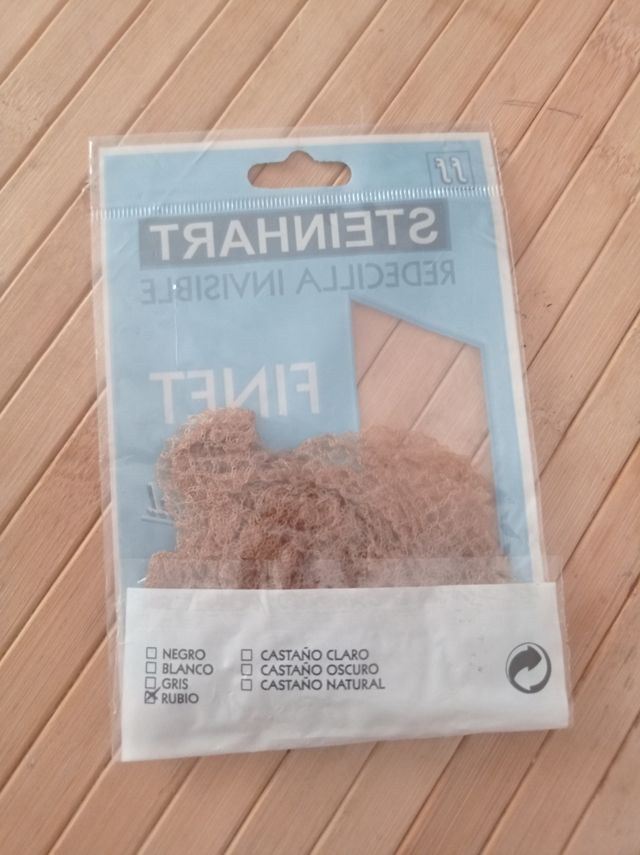 STEINHART
REDECILLA INVISIBLE
FINET
NEGRO
BLANCO
GRIS
RUBIO
CASTAÑO CLARO
CASTAÑO OSCURO
CASTAÑO NATURAL